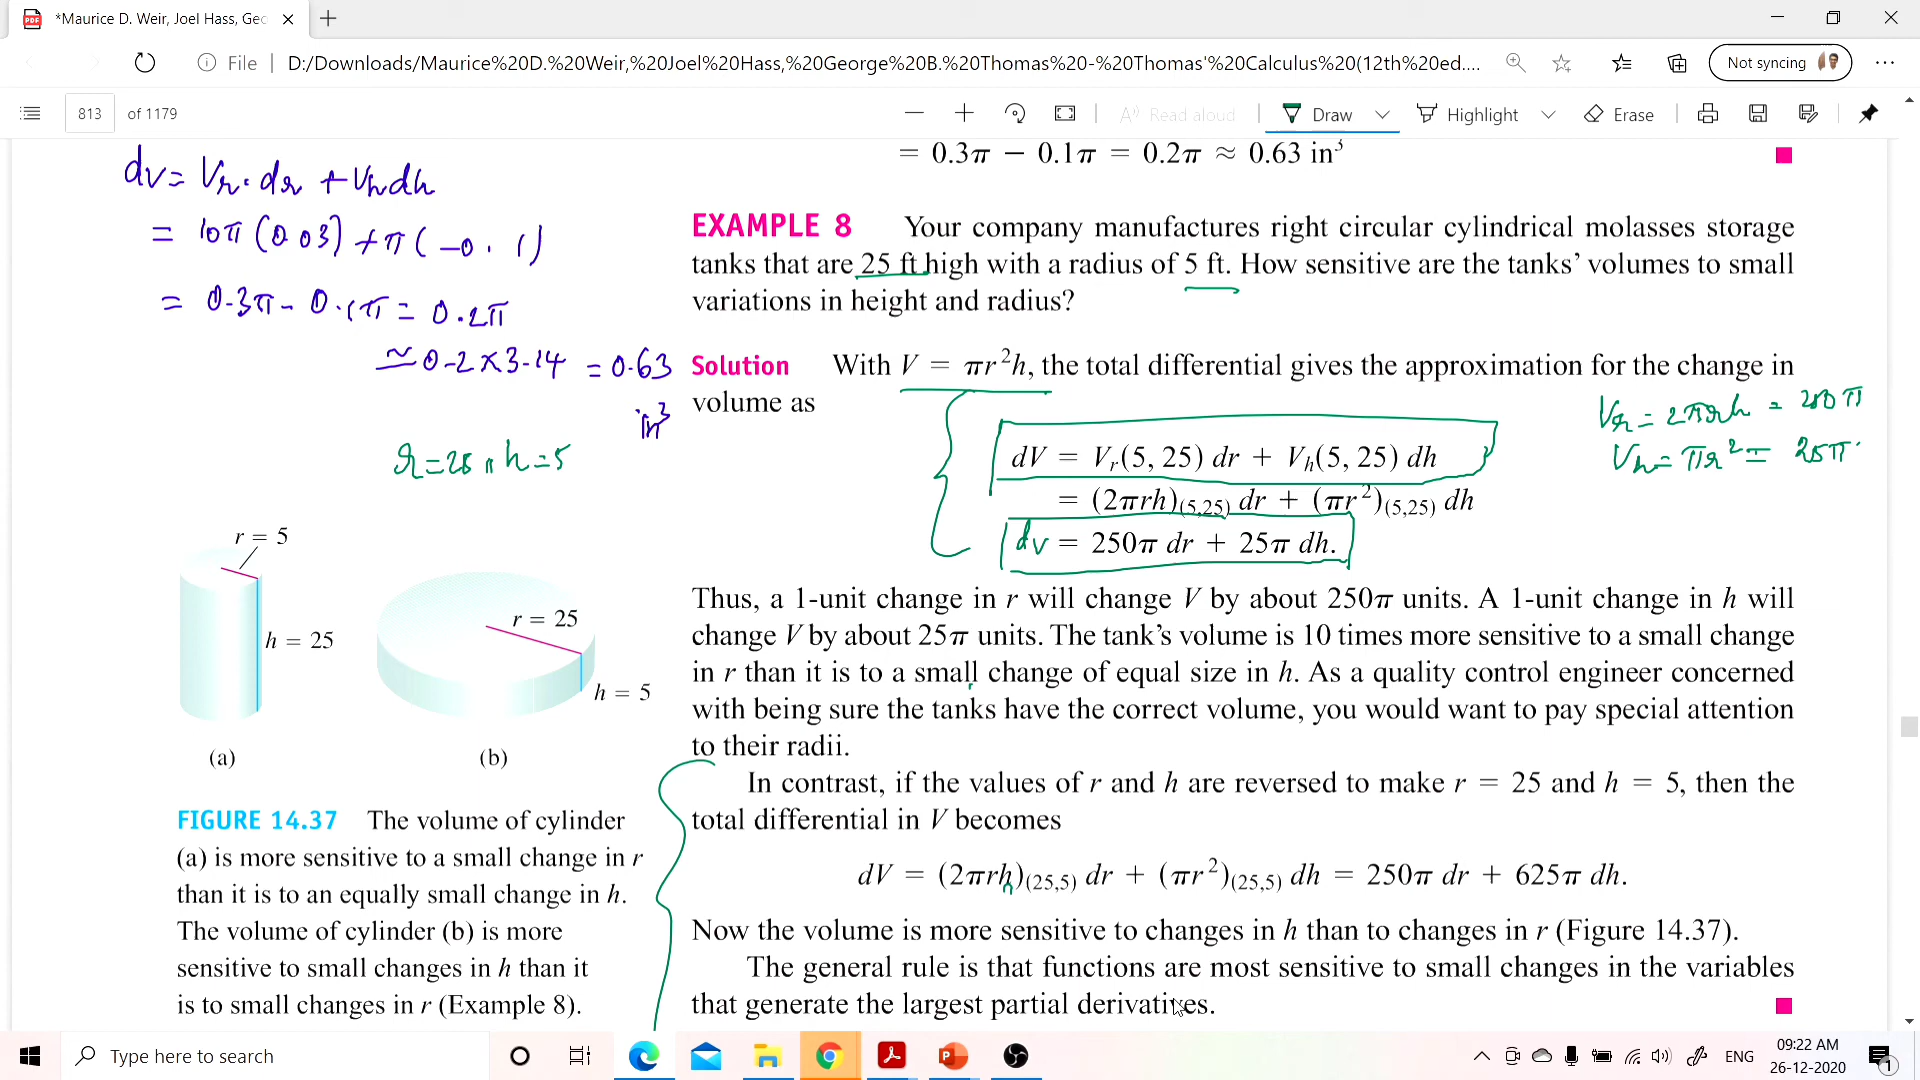 *Maurice D. Weir, Joel Hass, Geo
File
D:/Downloads/Maurice%20D.%20Weir,%20Joel%20Hass,%20George%20B.%20Thomas%20-%20Thomas'%20Calculus%20(12th%20ed....
Not syncing
813 of 1179
Read aloud
Draw
Highlight
Erase
= 0.3π − 0.1π = 0.2π ≈ 0.63 in³
dv = Vr · dr + Vh dh
= 10π (0.03) + π (−0.1)
= 0.3π − 0.1π = 0.2π
≃ 0.2 × 3.14 = 0.63
in³
r = 25, h = 5
EXAMPLE 8 Your company manufactures right circular cylindrical molasses storage
tanks that are 25 ft high with a radius of 5 ft. How sensitive are the tanks' volumes to small
variations in height and radius?
Solution With V = πr²h, the total differential gives the approximation for the change in
volume as
dV = Vr(5, 25) dr + Vh(5, 25) dh
= (2πrh)(5,25) dr + (πr²)(5,25) dh
dv = 250π dr + 25π dh.
Vr = 2πrh = 250π
Vh = πr² = 25π
Thus, a 1-unit change in r will change V by about 250π units. A 1-unit change in h will
change V by about 25π units. The tank's volume is 10 times more sensitive to a small change
in r than it is to a small change of equal size in h. As a quality control engineer concerned
with being sure the tanks have the correct volume, you would want to pay special attention
to their radii.
In contrast, if the values of r and h are reversed to make r = 25 and h = 5, then the
total differential in V becomes
dV = (2πrh)(25,5) dr + (πr²)(25,5) dh = 250π dr + 625π dh.
Now the volume is more sensitive to changes in h than to changes in r (Figure 14.37).
The general rule is that functions are most sensitive to small changes in the variables
that generate the largest partial derivatives.
r = 5
h = 25
r = 25
h = 5
(a)
(b)
FIGURE 14.37 The volume of cylinder
(a) is more sensitive to a small change in r
than it is to an equally small change in h.
The volume of cylinder (b) is more
sensitive to small changes in h than it
is to small changes in r (Example 8).
Type here to search
ENG
09:22 AM
26-12-2020
1